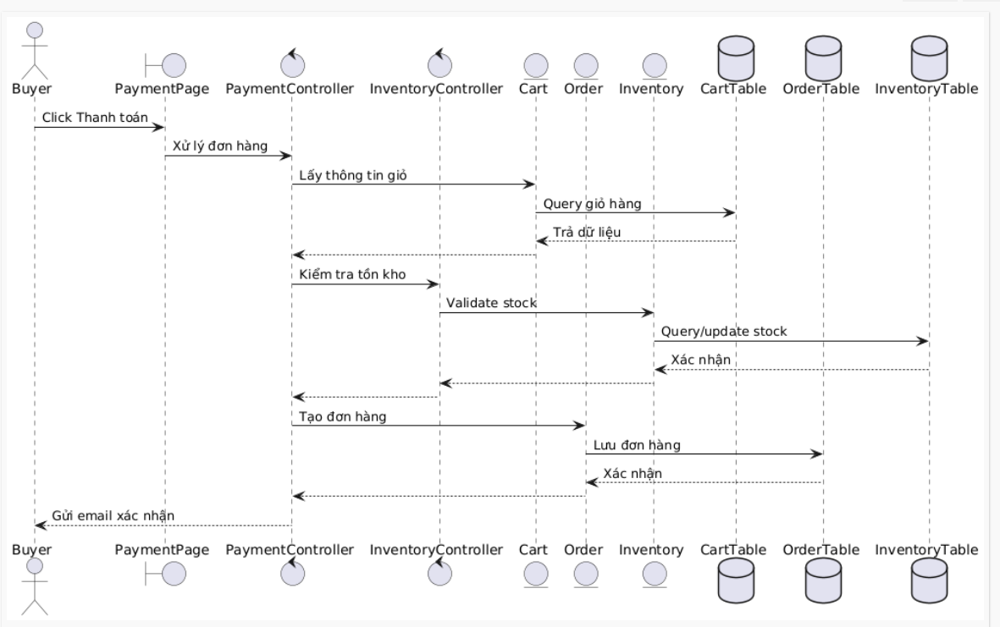 Buyer PaymentPage PaymentController InventoryController Cart Order Inventory CartTable OrderTable InventoryTable
Click Thanh toán
Xử lý đơn hàng
Lấy thông tin giỏ
Query giỏ hàng
Trả dữ liệu
Kiểm tra tồn kho
Validate stock
Query/update stock
Xác nhận
Tạo đơn hàng
Lưu đơn hàng
Xác nhận
Gửi email xác nhận
Buyer PaymentPage PaymentController InventoryController Cart Order Inventory CartTable OrderTable InventoryTable